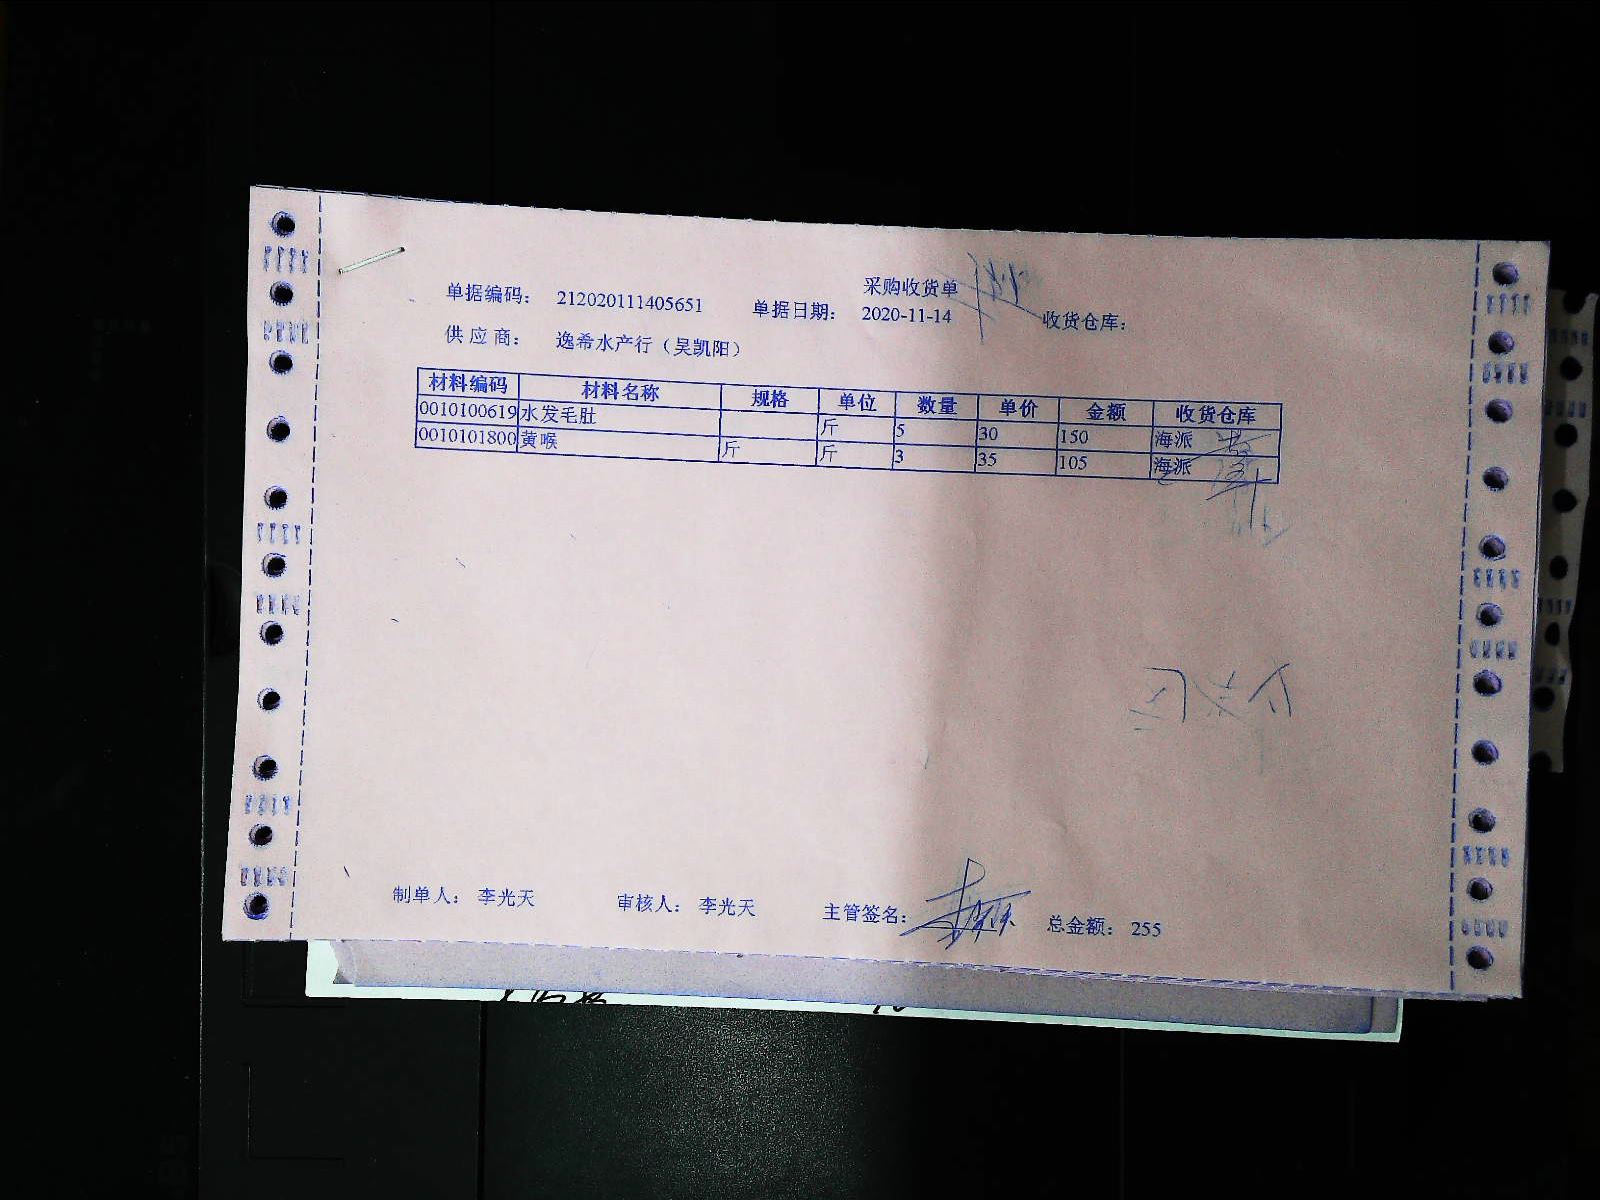 采购收货单
单据编码: 212020111405651 单据日期: 2020-11-14 收货仓库:
供应商: 逸希水产行（吴凯阳）
材料编码 材料名称 规格 单位 数量 单价 金额 收货仓库
0010100619 水发毛肚 斤 5 30 150 海派
0010101800 黄喉 斤 斤 3 35 105 海派
制单人: 李光天 审核人: 李光天 主管签名: 总金额: 255